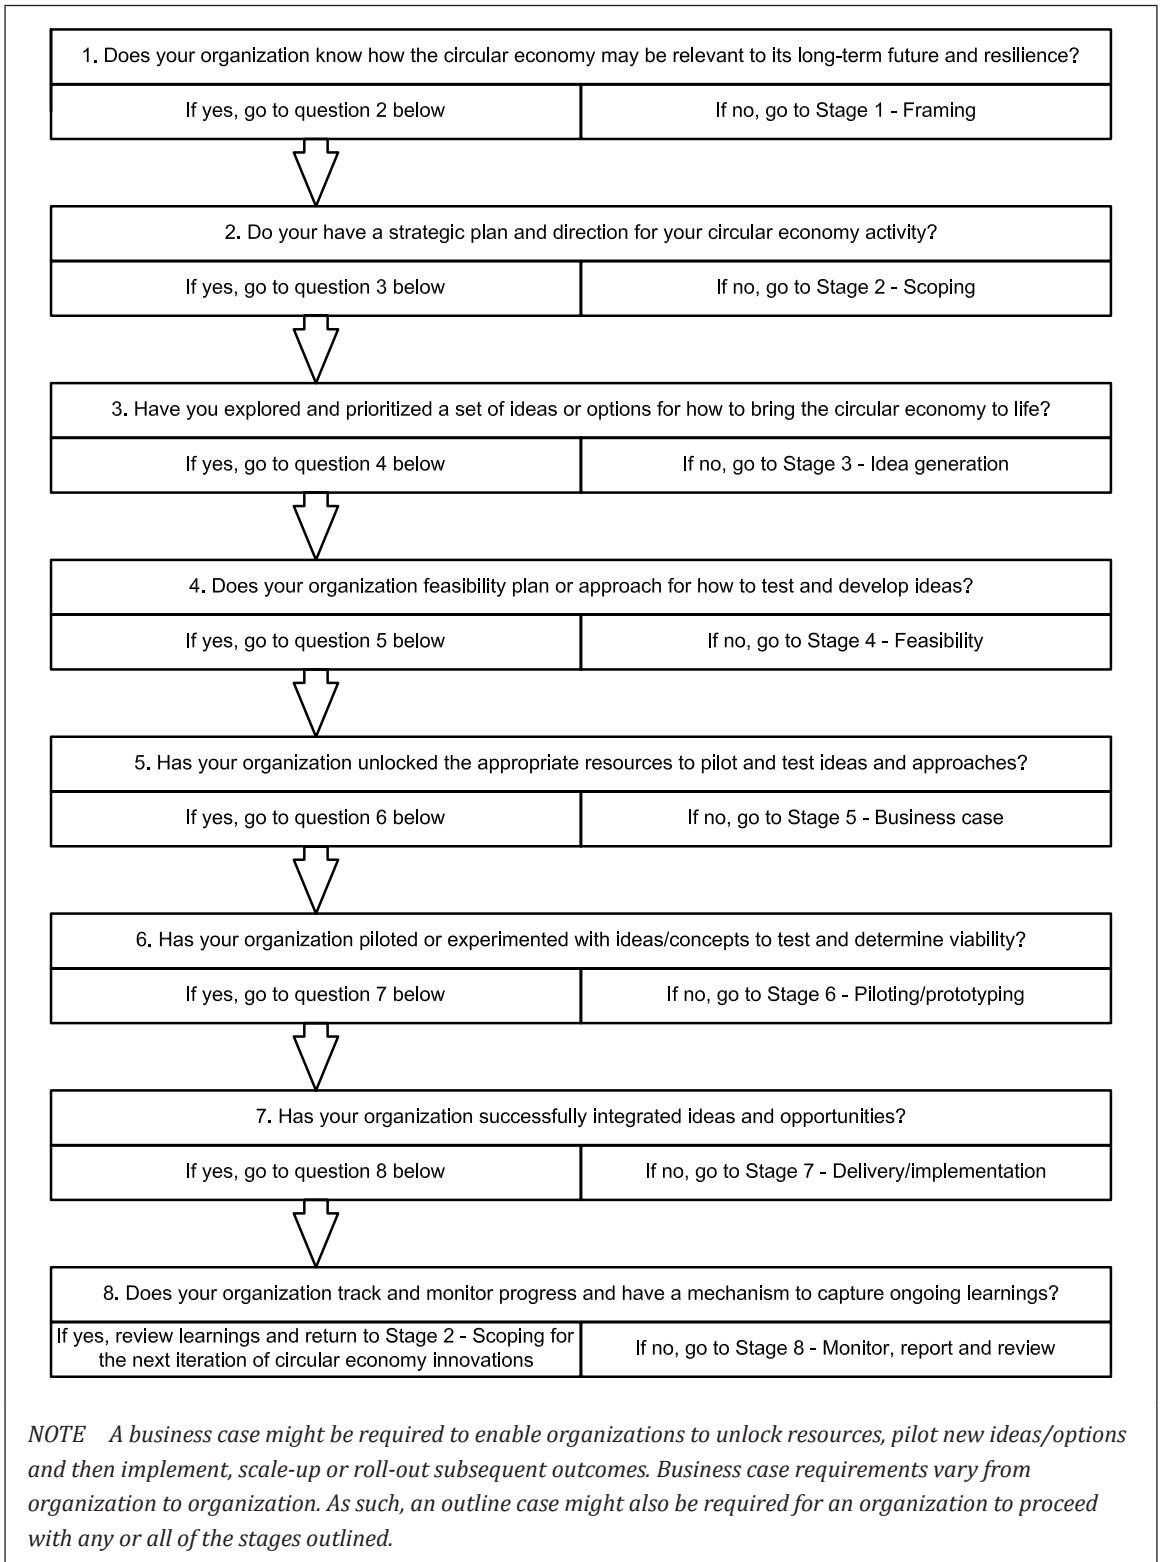 1. Does your organization know how the circular economy may be relevant to its long-term future and resilience?
If yes, go to question 2 below
If no, go to Stage 1 - Framing
2. Do your have a strategic plan and direction for your circular economy activity?
If yes, go to question 3 below
If no, go to Stage 2 - Scoping
3. Have you explored and prioritized a set of ideas or options for how to bring the circular economy to life?
If yes, go to question 4 below
If no, go to Stage 3 - Idea generation
4. Does your organization feasibility plan or approach for how to test and develop ideas?
If yes, go to question 5 below
If no, go to Stage 4 - Feasibility
5. Has your organization unlocked the appropriate resources to pilot and test ideas and approaches?
If yes, go to question 6 below
If no, go to Stage 5 - Business case
6. Has your organization piloted or experimented with ideas/concepts to test and determine viability?
If yes, go to question 7 below
If no, go to Stage 6 - Piloting/prototyping
7. Has your organization successfully integrated ideas and opportunities?
If yes, go to question 8 below
If no, go to Stage 7 - Delivery/implementation
8. Does your organization track and monitor progress and have a mechanism to capture ongoing learnings?
If yes, review learnings and return to Stage 2 - Scoping for
the next iteration of circular economy innovations
If no, go to Stage 8 - Monitor, report and review
NOTE A business case might be required to enable organizations to unlock resources, pilot new ideas/options
and then implement, scale-up or roll-out subsequent outcomes. Business case requirements vary from
organization to organization. As such, an outline case might also be required for an organization to proceed
with any or all of the stages outlined.